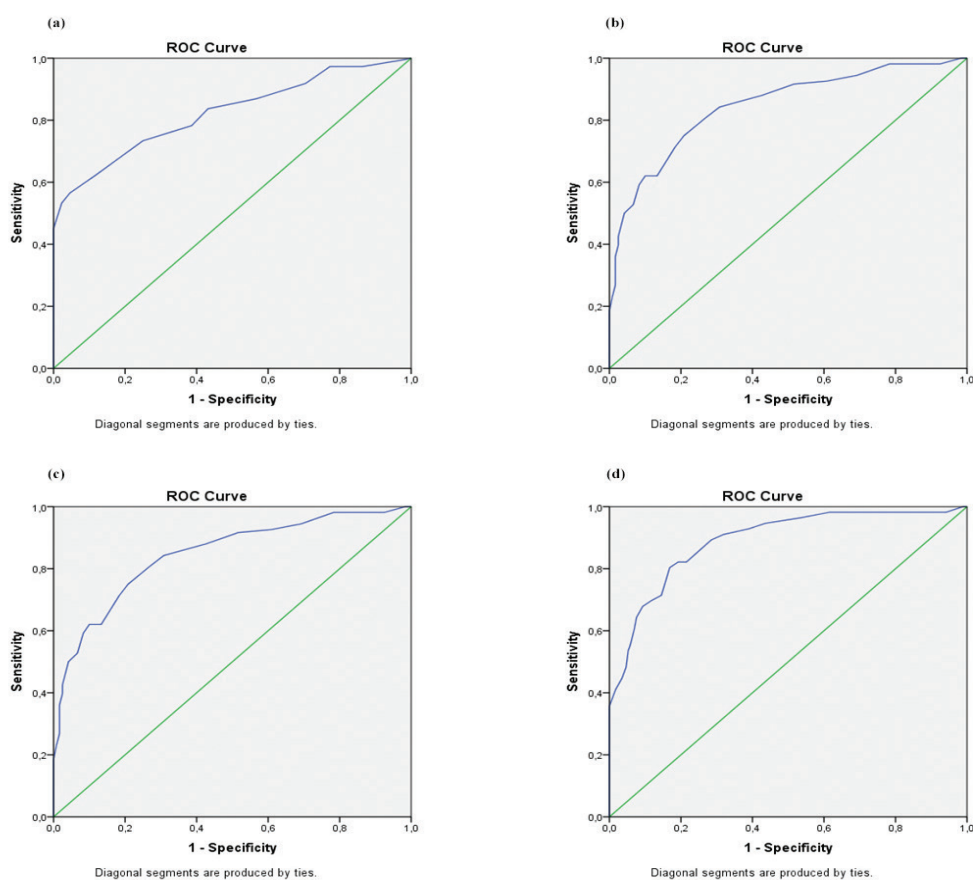 (a)
ROC Curve
1,0
0,8
0,6
0,4
0,2
0,0
Sensitivity
0,0 0,2 0,4 0,6 0,8 1,0
1 - Specificity
Diagonal segments are produced by ties.
(b)
ROC Curve
1,0
0,8
0,6
0,4
0,2
0,0
Sensitivity
0,0 0,2 0,4 0,6 0,8 1,0
1 - Specificity
Diagonal segments are produced by ties.
(c)
ROC Curve
1,0
0,8
0,6
0,4
0,2
0,0
Sensitivity
0,0 0,2 0,4 0,6 0,8 1,0
1 - Specificity
Diagonal segments are produced by ties.
(d)
ROC Curve
1,0
0,8
0,6
0,4
0,2
0,0
Sensitivity
0,0 0,2 0,4 0,6 0,8 1,0
1 - Specificity
Diagonal segments are produced by ties.